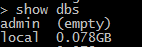 > show dbs
admin  (empty)
local  0.078GB